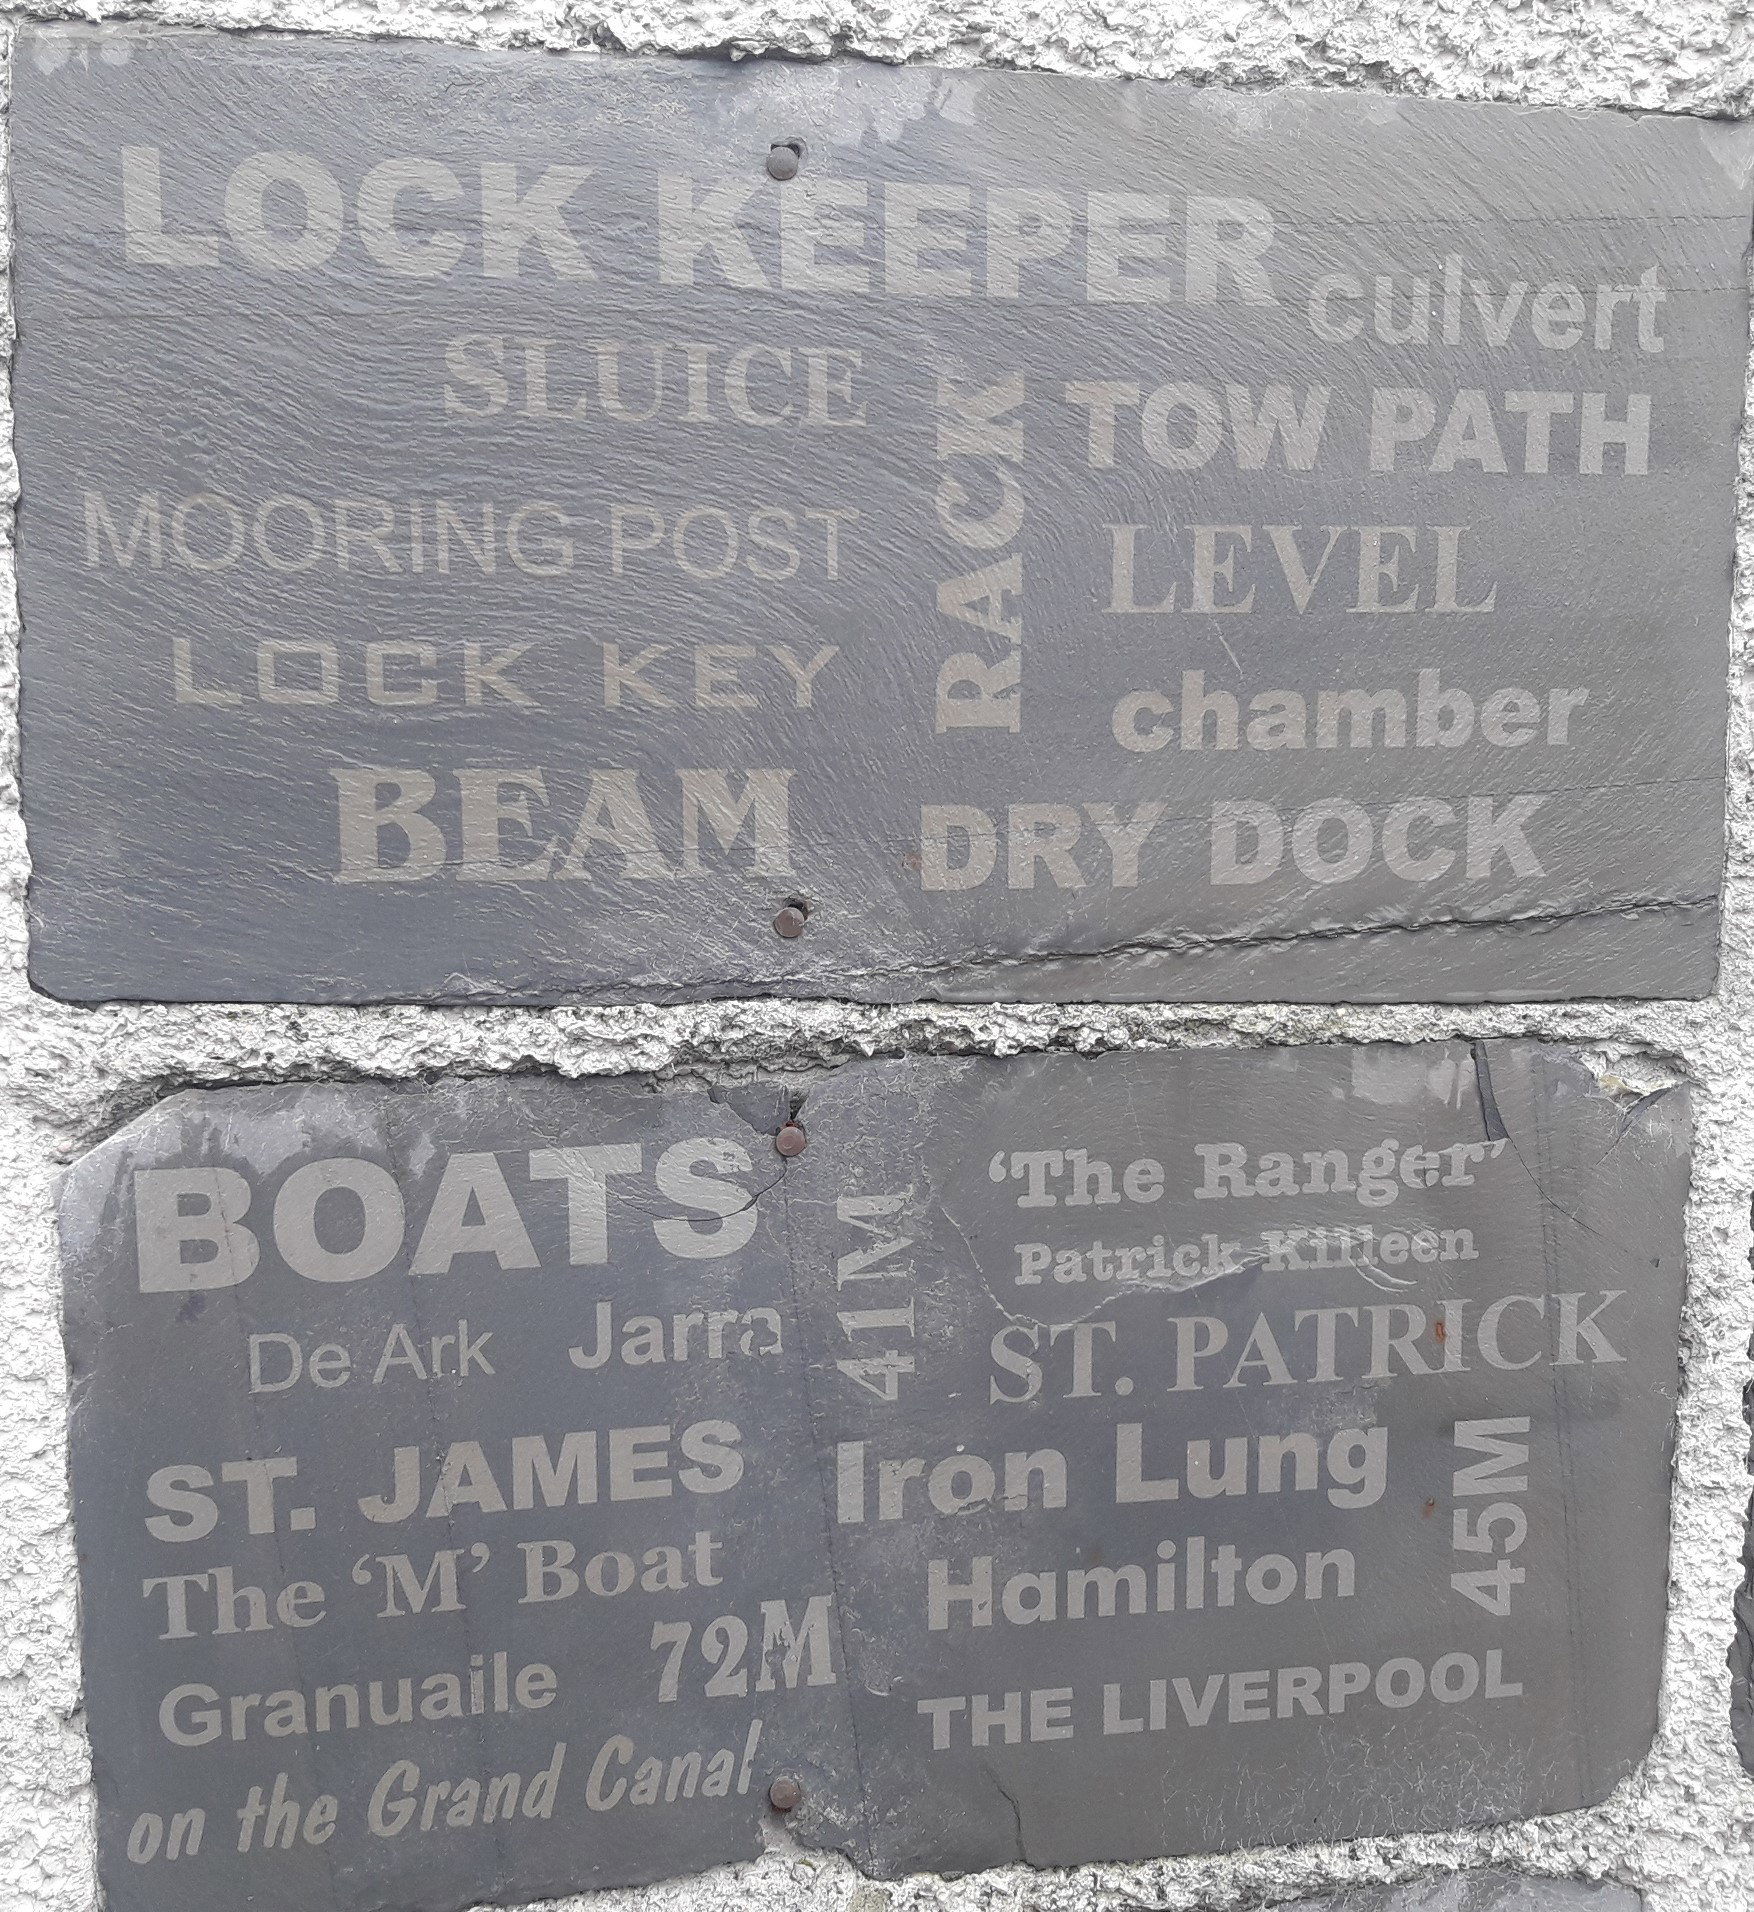 LOCK KEEPER
culvert
SLUICE
RACK
TOW PATH
MOORING POST
LEVEL
LOCK KEY
chamber
BEAM
DRY DOCK
BOATS
41M
‘The Ranger’
Patrick Killeen
De Ark
Jarra
ST. PATRICK
ST. JAMES
Iron Lung
45M
The ‘M’ Boat
Hamilton
72M
Granuaile
THE LIVERPOOL
on the Grand Canal